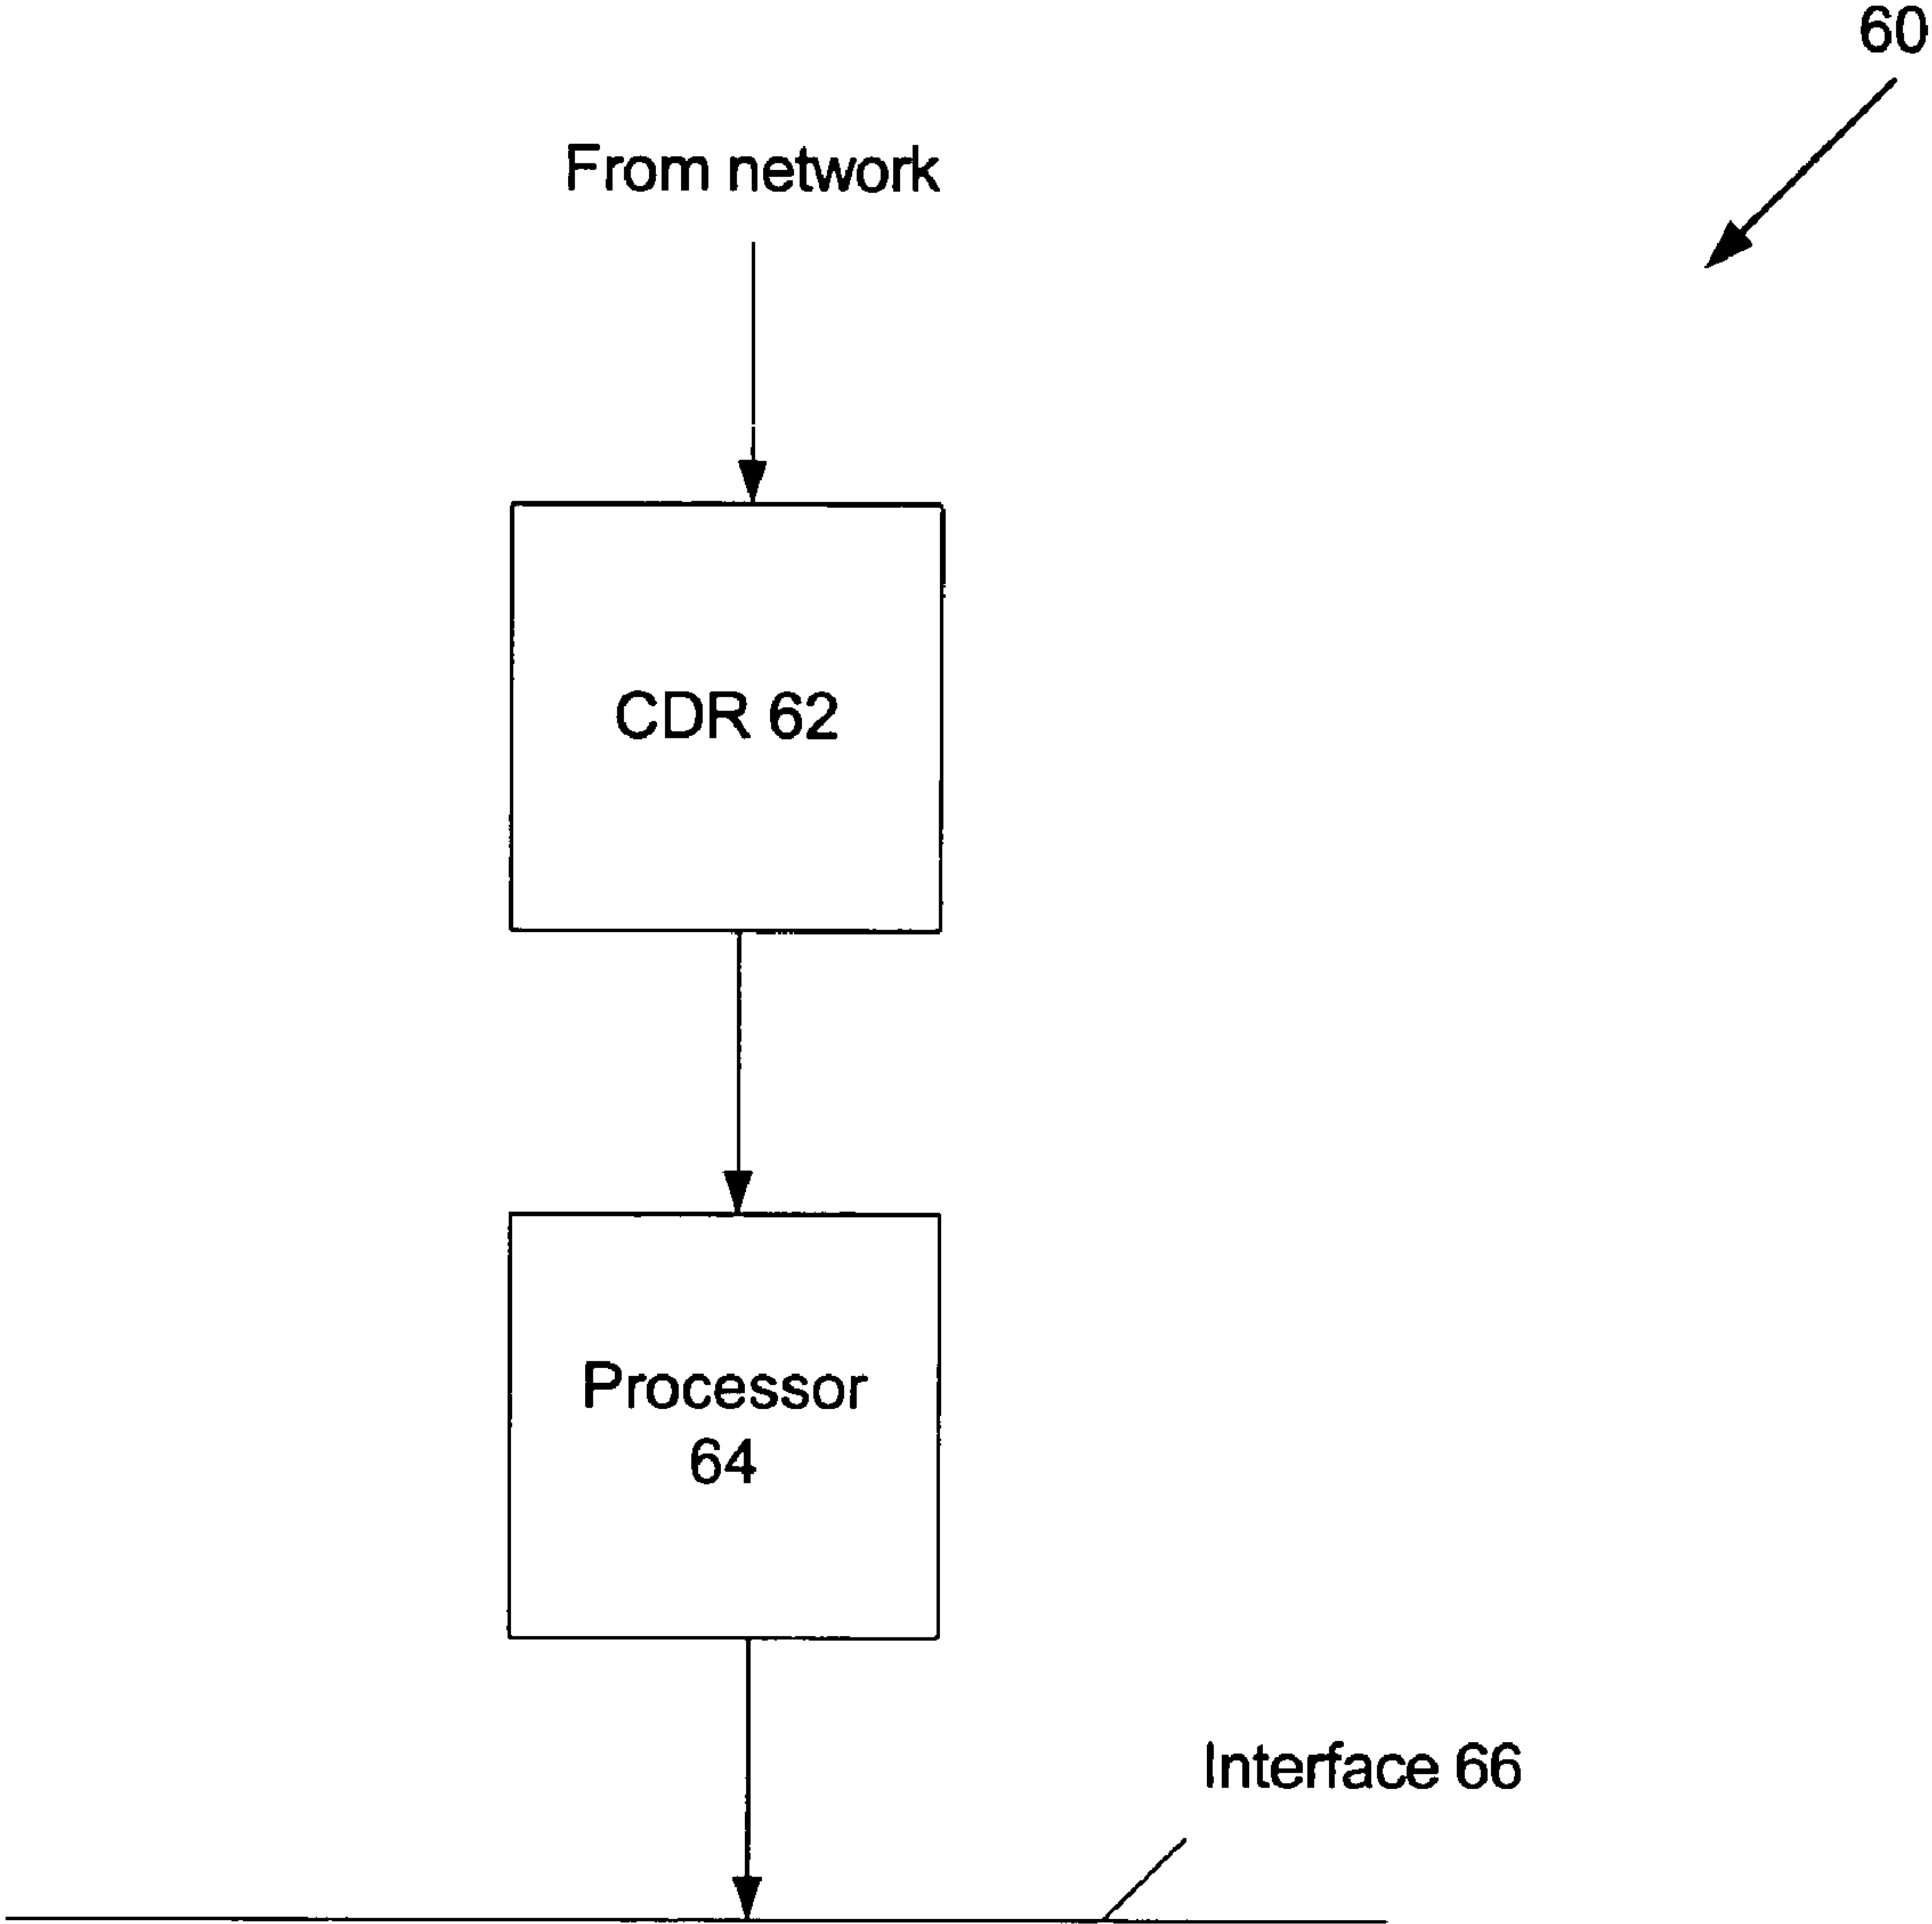 60
From network
CDR 62
Processor
64
Interface 66